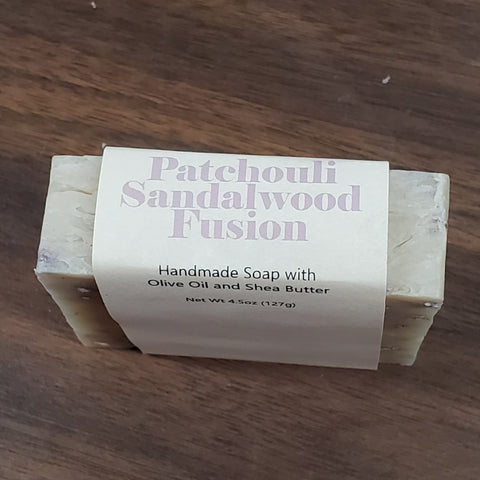 Patchouli
Sandalwood
Fusion
Handmade Soap with
Olive Oil and Shea Butter
Net Wt 4.5oz (127g)